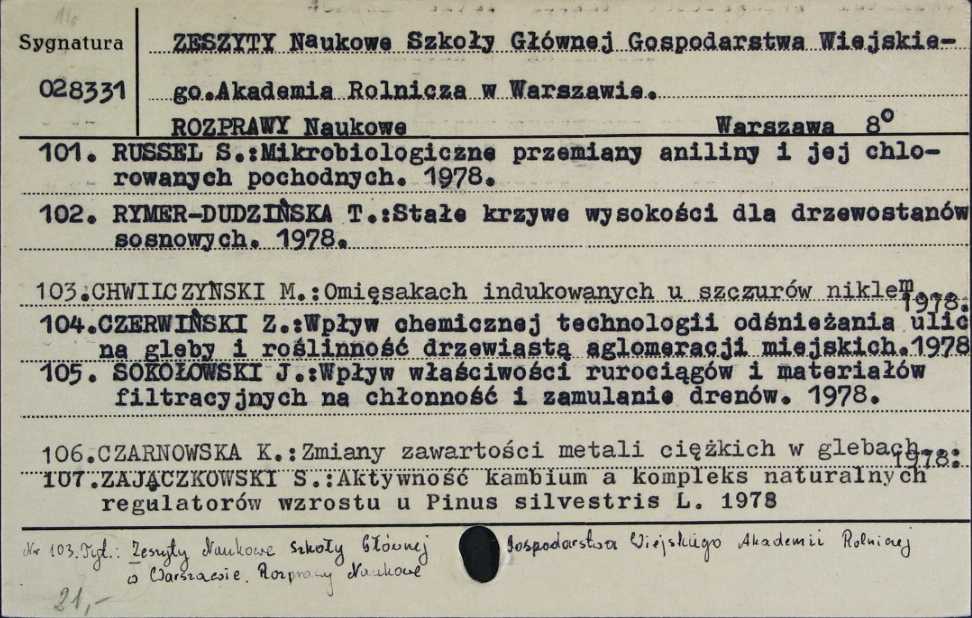 Sygnatura
028331
ZESZYTY Naukowe Szkoły Głównej Gospodarstwa Wiejskie-
go.Akademia Rolnicza w Warszawie.
ROZPRAWY Naukowe Warszawa 8°
101. RUSSEL S.:Mikrobiologiczne przemiany aniliny i jej chlo-
rowanych pochodnych. 1978.
102. RYMER-DUDZIŃSKA T.:Stałe krzywe wysokości dla drzewostanów
sosnowych. 1978.
103.CHWILCZYŃSKI M.:Omięsakach indukowanych u szczurów niklem
1978.
104.CZERWIŃSKI Z.:Wpływ chemicznej technologii odśnieżania ulic
na gleby i roślinność drzewiastą aglomeracji miejskich.1978
105. SOKOŁOWSKI J.:Wpływ właściwości rurociągów i materiałów
filtracyjnych na chłonność i zamulanie drenów. 1978.
106.CZARNOWSKA K.:Zmiany zawartości metali ciężkich w glebach...
1978.
107.ZAJĄCZKOWSKI S.:Aktywność kambium a kompleks naturalnych
regulatorów wzrostu u Pinus silvestris L. 1978
Nr 103.Tyt.: Zeszyty Naukowe Szkoły Głównej Gospodarstwa Wiejskiego Akademii Rolniczej
w Warszawie. Rozprawy Naukowe
21,-